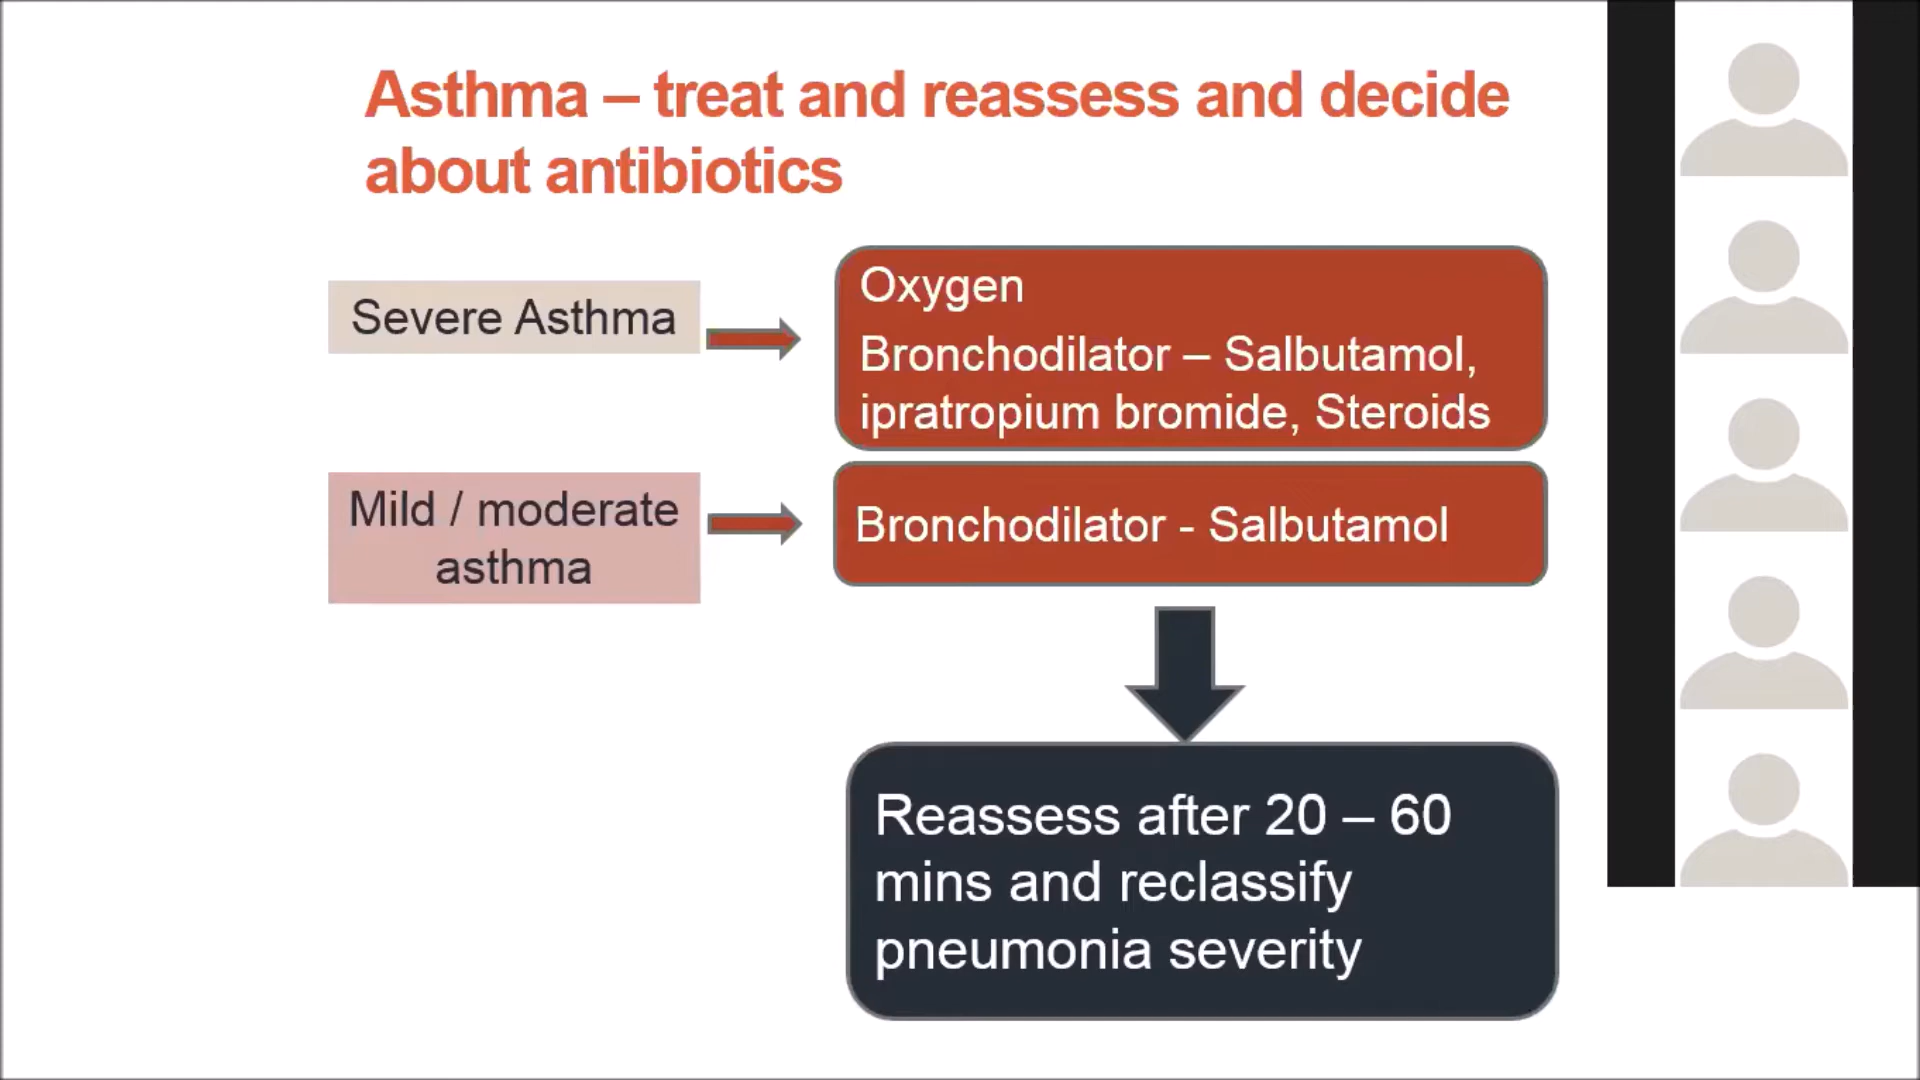 Asthma – treat and reassess and decide
about antibiotics
Severe Asthma
Oxygen
Bronchodilator – Salbutamol,
ipratropium bromide, Steroids
Mild / moderate
asthma
Bronchodilator - Salbutamol
Reassess after 20 – 60
mins and reclassify
pneumonia severity